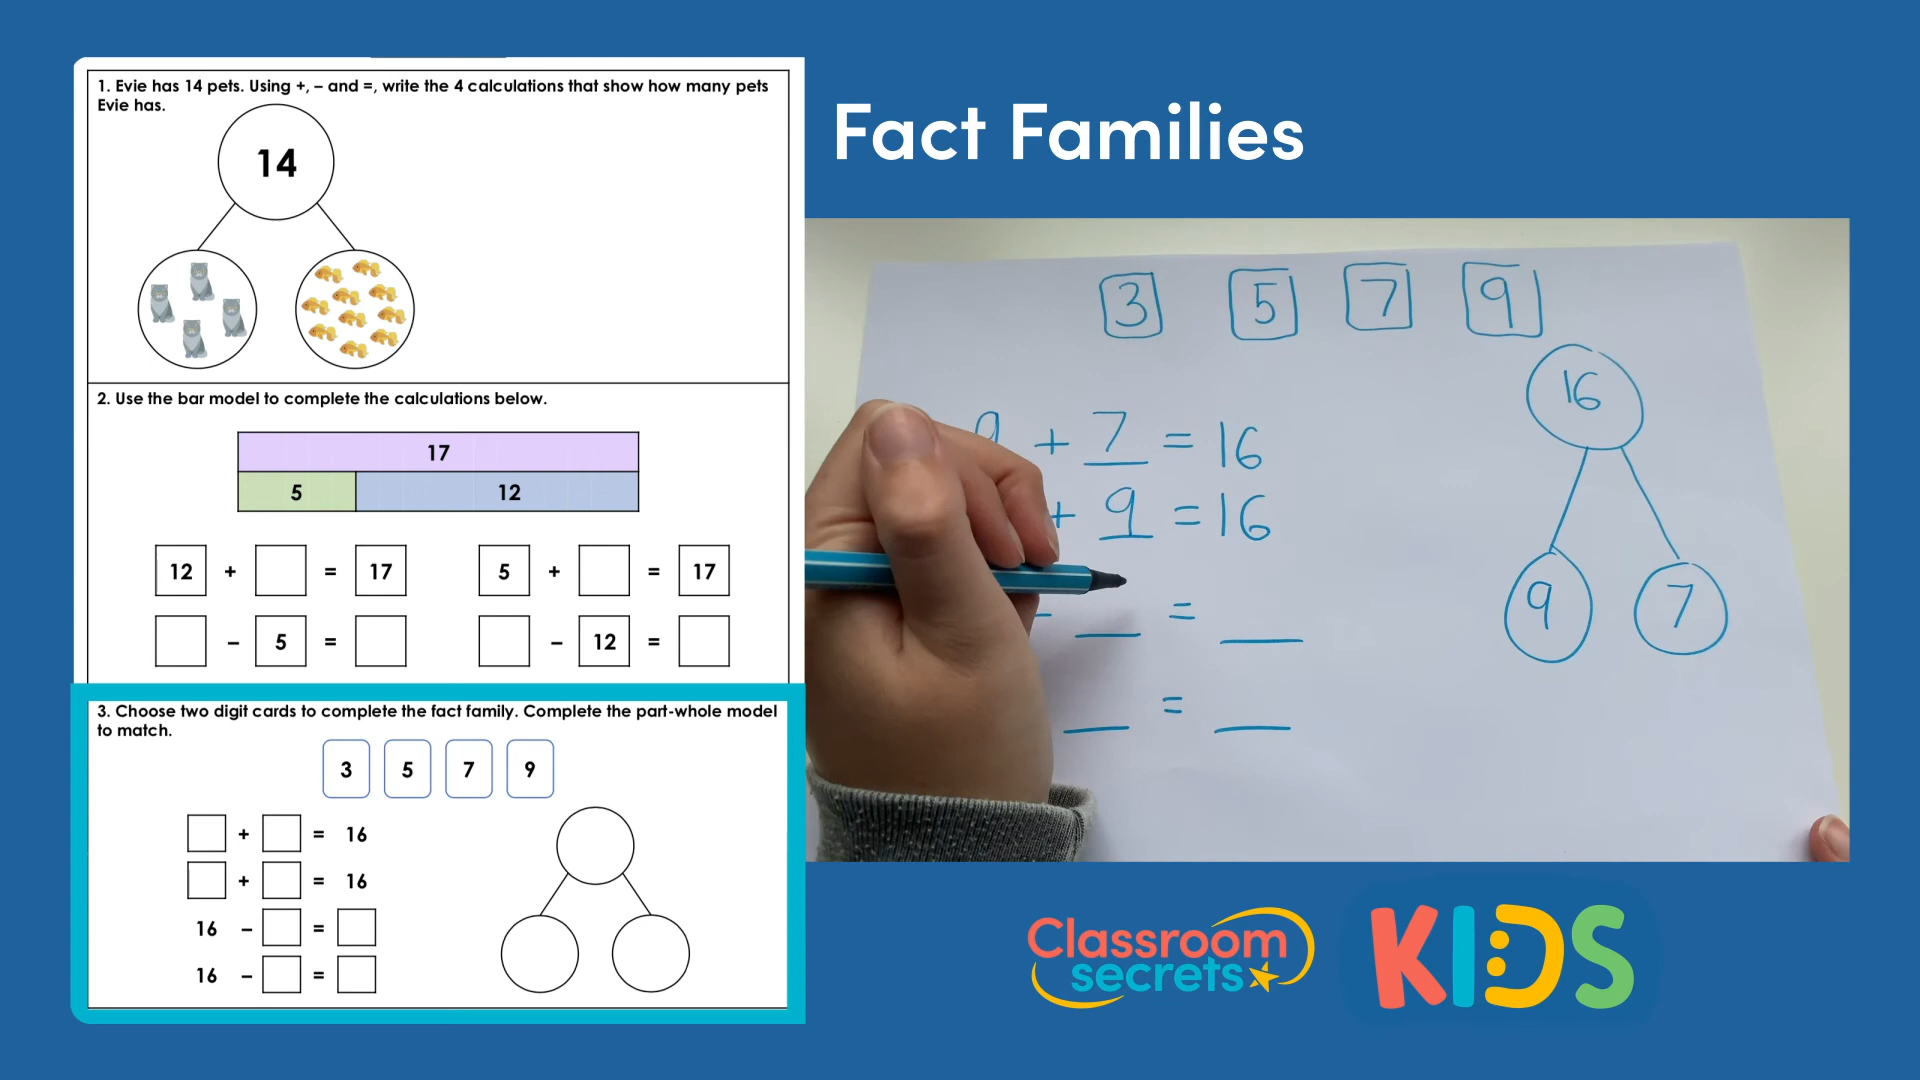 1. Evie has 14 pets. Using +, – and =, write the 4 calculations that show how many pets
Evie has.
14
2. Use the bar model to complete the calculations below.
17
5 12
12 + = 17 5 + = 17
– 5 = – 12 =
3. Choose two digit cards to complete the fact family. Complete the part-whole model
to match.
3 5 7 9
+ = 16
+ = 16
16 – =
16 – =
Fact Families
3 5 7 9
16
9 + 7 = 16
+ 9 = 16
9 7
- =
=
Classroom
secrets
KIDS